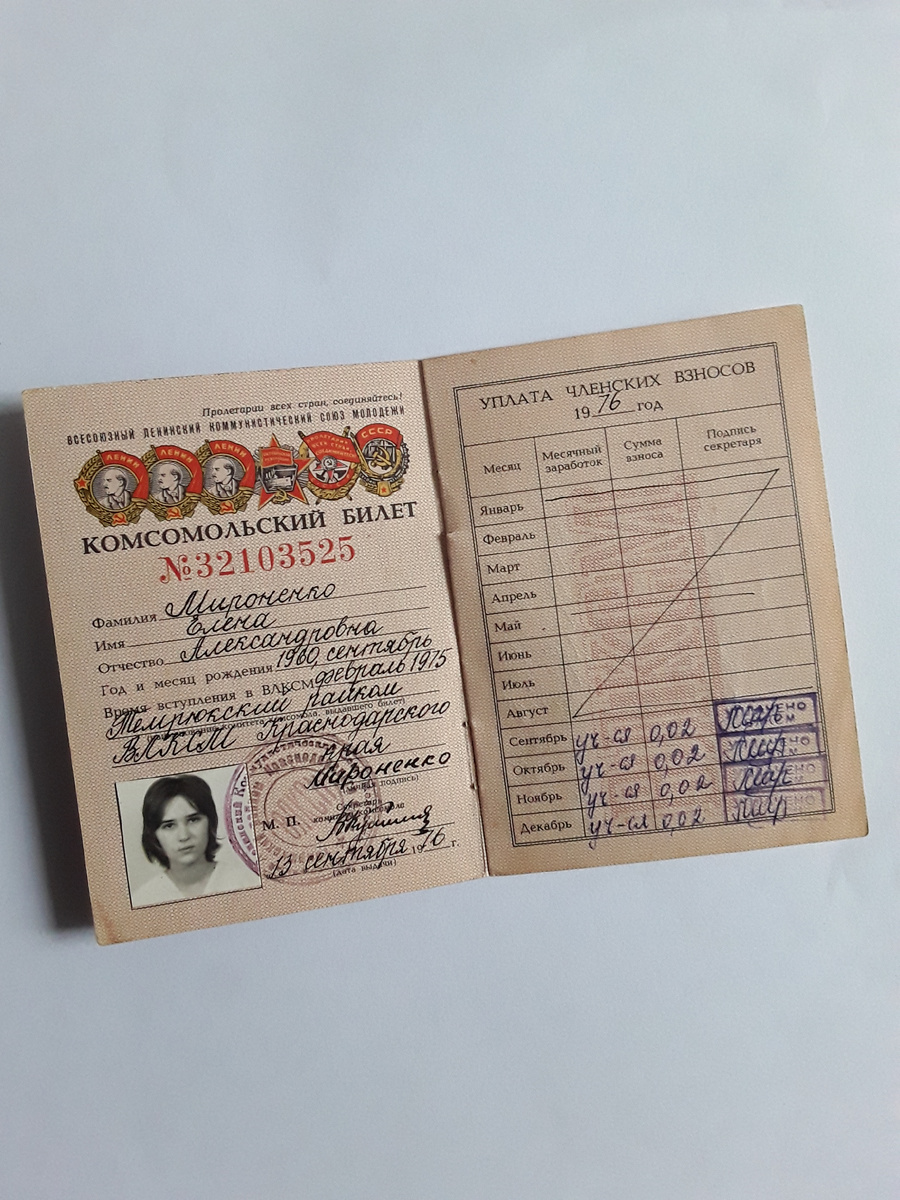 Пролетарии всех стран, соединяйтесь!
ВСЕСОЮЗНЫЙ ЛЕНИНСКИЙ КОММУНИСТИЧЕСКИЙ СОЮЗ МОЛОДЕЖИ
ЛЕНИН ЛЕНИН ЛЕНИН СССР
КОМСОМОЛЬСКИЙ БИЛЕТ
№32103525
Фамилия Мироненко
Имя Елена
Отчество Александровна
Год и месяц рождения 1960, сентябрь
Время вступления в ВЛКСМ февраль 1975
Темрюкский райком
ВЛКСМ Краснодарского
края
Мироненко
(личная подпись)
М. П.
Секретарь
13 сентября 1976 г.
(дата выдачи)
УПЛАТА ЧЛЕНСКИХ ВЗНОСОВ
1976 год
Месяц Месячный заработок Сумма взноса Подпись секретаря
Январь
Февраль
Март
Апрель
Май
Июнь
Июль
Август
Сентябрь уч-ся 0,02
Октябрь уч-ся 0,02
Ноябрь уч-ся 0,02
Декабрь уч-ся 0,02